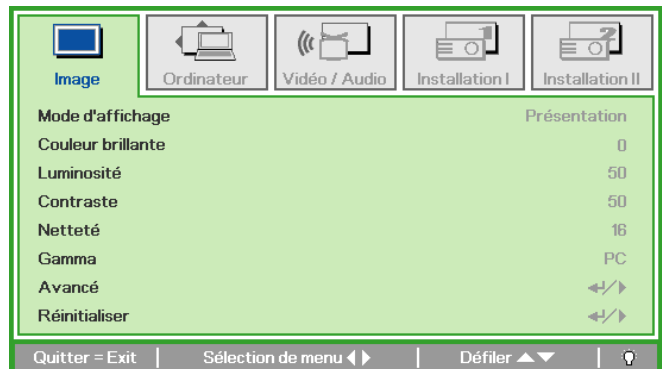 Image Ordinateur Vidéo / Audio Installation I Installation II
Mode d'affichage Présentation
Couleur brillante 0
Luminosité 50
Contraste 50
Netteté 16
Gamma PC
Avancé
Réinitialiser
Quitter = Exit | Sélection de menu | Défiler |